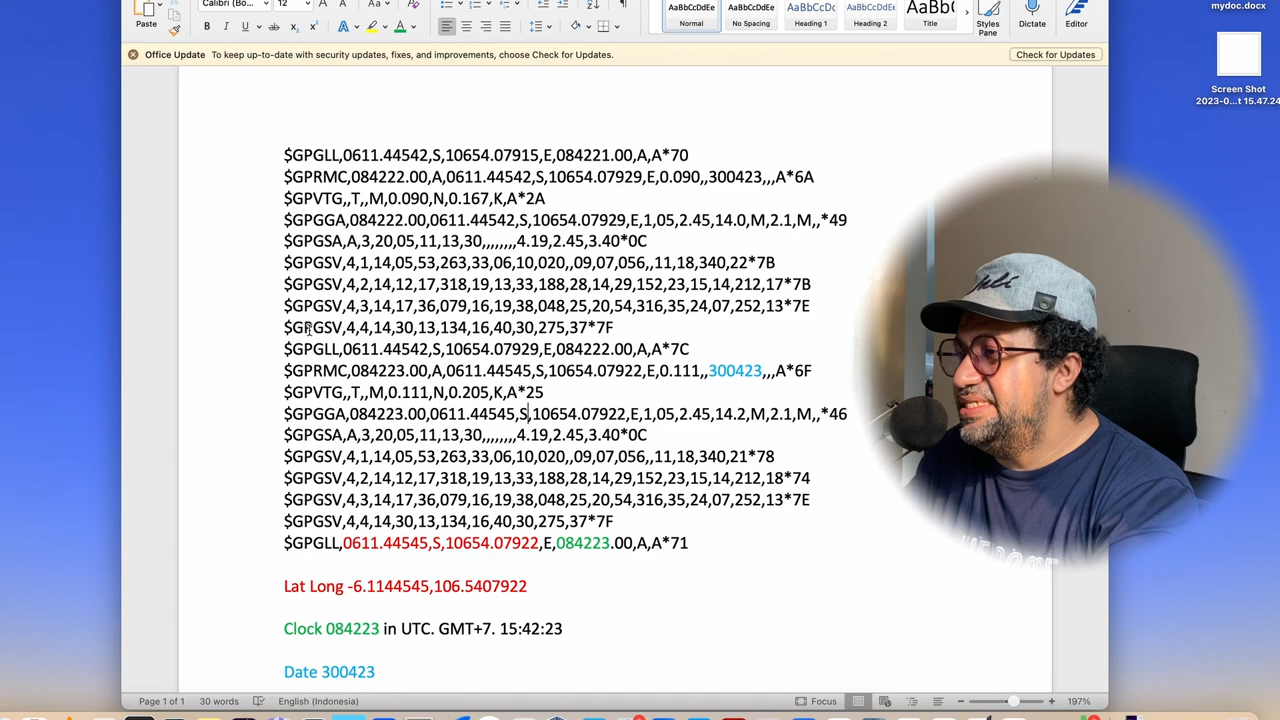 mydoc.docx
Calibri (Bo...
12
Aa
Paste
B I U ab x x A A
AaBbCcDdEe
AaBbCcDdEe
AaBbCcDdEe
AaBbCcDdEe
AaBbC
Normal
No Spacing
Heading 1
Heading 2
Title
Styles
Pane
Dictate
Editor
Office Update To keep up-to-date with security updates, fixes, and improvements, choose Check for Updates.
Check for Updates
Screen Shot
2023-0...t 15.47.24
$GPGLL,0611.44542,S,10654.07915,E,084221.00,A,A*70
$GPRMC,084222.00,A,0611.44542,S,10654.07929,E,0.090,,300423,,,A*6A
$GPVTG,,T,,M,0.090,N,0.167,K,A*2A
$GPGGA,084222.00,0611.44542,S,10654.07929,E,1,05,2.45,14.0,M,2.1,M,,*49
$GPGSA,A,3,20,05,11,13,30,,,,,,,,4.19,2.45,3.40*0C
$GPGSV,4,1,14,05,53,263,33,06,10,020,,09,07,056,,11,18,340,22*7B
$GPGSV,4,2,14,12,17,318,19,13,33,188,28,14,29,152,23,15,14,212,17*7B
$GPGSV,4,3,14,17,36,079,16,19,38,048,25,20,54,316,35,24,07,252,13*7E
$GPGSV,4,4,14,30,13,134,16,40,30,275,37*7F
$GPGLL,0611.44542,S,10654.07929,E,084222.00,A,A*7C
$GPRMC,084223.00,A,0611.44545,S,10654.07922,E,0.111,,300423,,,A*6F
$GPVTG,,T,,M,0.111,N,0.205,K,A*25
$GPGGA,084223.00,0611.44545,S,10654.07922,E,1,05,2.45,14.2,M,2.1,M,,*46
$GPGSA,A,3,20,05,11,13,30,,,,,,,,4.19,2.45,3.40*0C
$GPGSV,4,1,14,05,53,263,33,06,10,020,,09,07,056,,11,18,340,21*78
$GPGSV,4,2,14,12,17,318,19,13,33,188,28,14,29,152,23,15,14,212,18*74
$GPGSV,4,3,14,17,36,079,16,19,38,048,25,20,54,316,35,24,07,252,13*7E
$GPGSV,4,4,14,30,13,134,16,40,30,275,37*7F
$GPGLL,0611.44545,S,10654.07922,E,084223.00,A,A*71
Lat Long -6.1144545,106.5407922
Clock 084223 in UTC. GMT+7. 15:42:23
Date 300423
Page 1 of 1
30 words
English (Indonesia)
Focus
197%